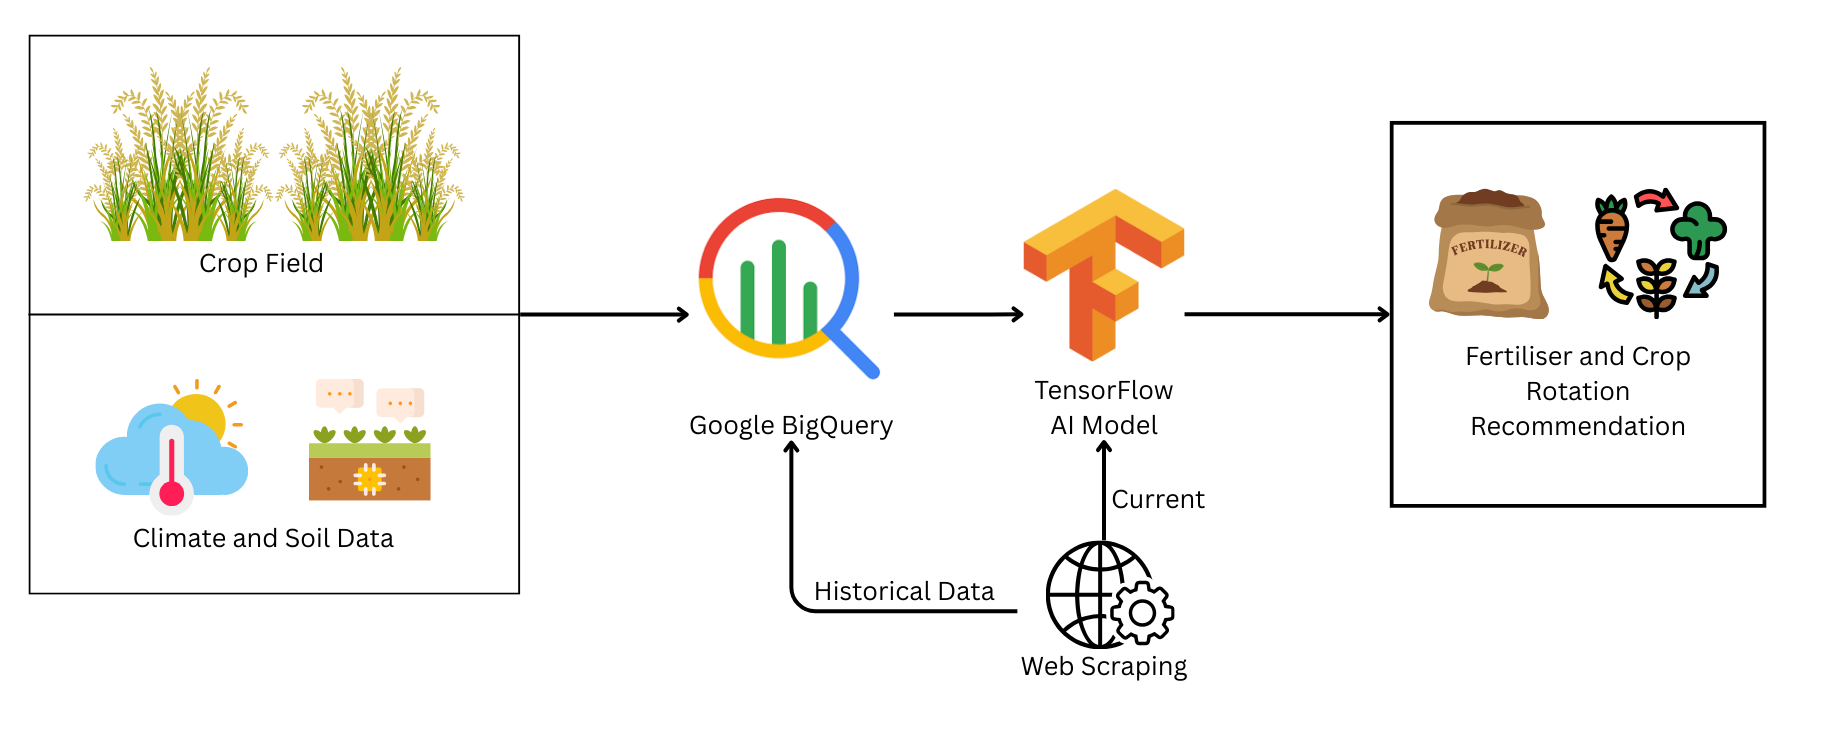 Crop Field
Climate and Soil Data
Google BigQuery
TensorFlow
AI Model
Current
Historical Data
Web Scraping
FERTILIZER
Fertiliser and Crop
Rotation
Recommendation